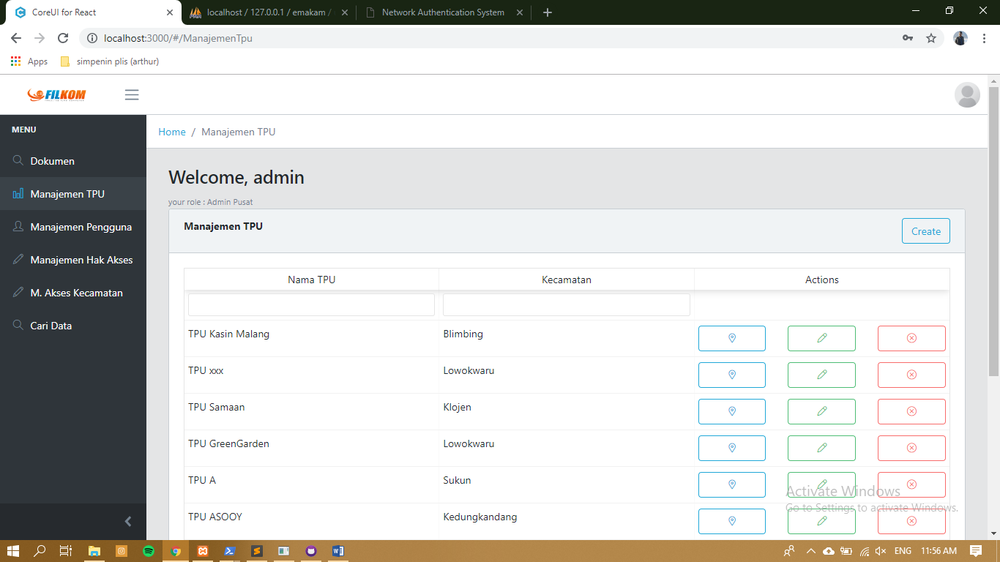 CoreUI for React
localhost / 127.0.0.1 / emakam /
Network Authentication System
localhost:3000/#/ManajemenTpu
Apps
simpenin plis (arthur)
FILKOM
MENU
Dokumen
Manajemen TPU
Manajemen Pengguna
Manajemen Hak Akses
M. Akses Kecamatan
Cari Data
Home / Manajemen TPU
Welcome, admin
your role : Admin Pusat
Manajemen TPU
Create
Nama TPU Kecamatan Actions
TPU Kasin Malang Blimbing
TPU xxx Lowokwaru
TPU Samaan Klojen
TPU GreenGarden Lowokwaru
TPU A Sukun
TPU ASOOY Kedungkandang
Activate Windows
Go to Settings to activate Windows.
ENG 11:56 AM